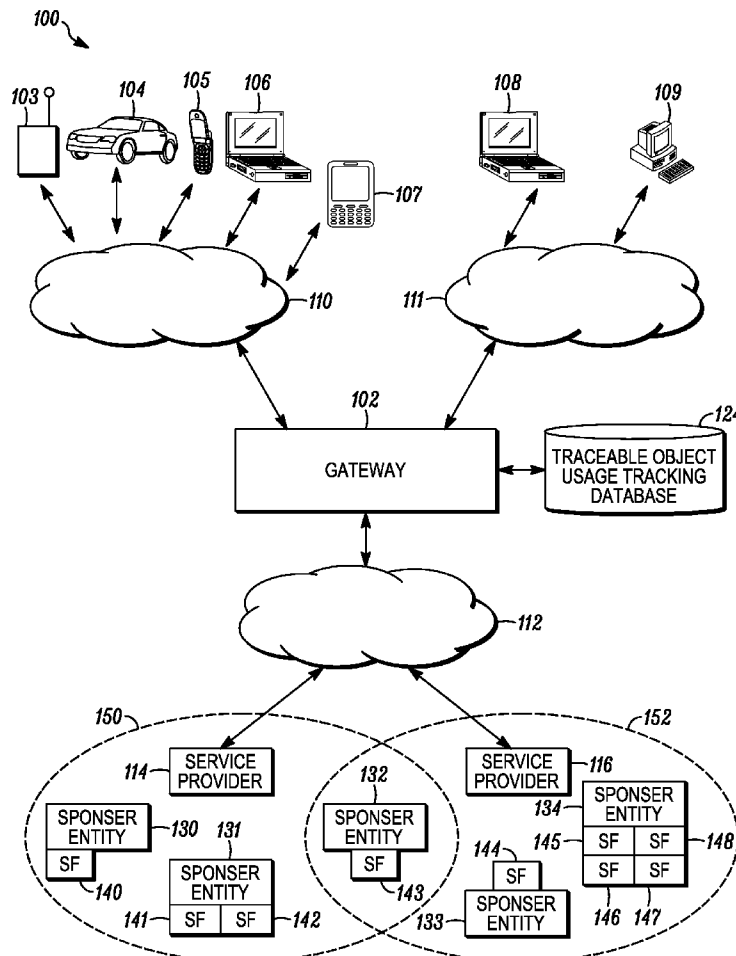 100
103
104
105
106
107
108
109
110
111
102
GATEWAY
124
TRACEABLE OBJECT
USAGE TRACKING
DATABASE
112
150
152
114
SERVICE
PROVIDER
SERVICE
PROVIDER
116
130
SPONSER
ENTITY
SF
140
131
SPONSER
ENTITY
141
SF
SF
142
132
SPONSER
ENTITY
SF
143
144
SF
SPONSER
ENTITY
133
134
SPONSER
ENTITY
145
SF
SF
148
SF
SF
146
147